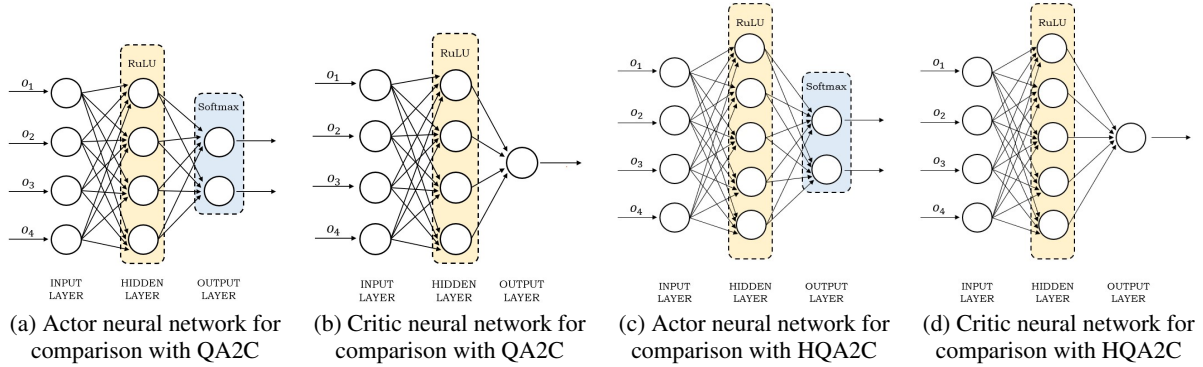 RuLU
o1
Softmax
o2
o3
o4
INPUT LAYER
HIDDEN LAYER
OUTPUT LAYER
(a) Actor neural network for
comparison with QA2C
RuLU
o1
o2
o3
o4
INPUT LAYER
HIDDEN LAYER
OUTPUT LAYER
(b) Critic neural network for
comparison with QA2C
RuLU
o1
Softmax
o2
o3
o4
INPUT LAYER
HIDDEN LAYER
OUTPUT LAYER
(c) Actor neural network for
comparison with HQA2C
RuLU
o1
o2
o3
o4
INPUT LAYER
HIDDEN LAYER
OUTPUT LAYER
(d) Critic neural network for
comparison with HQA2C